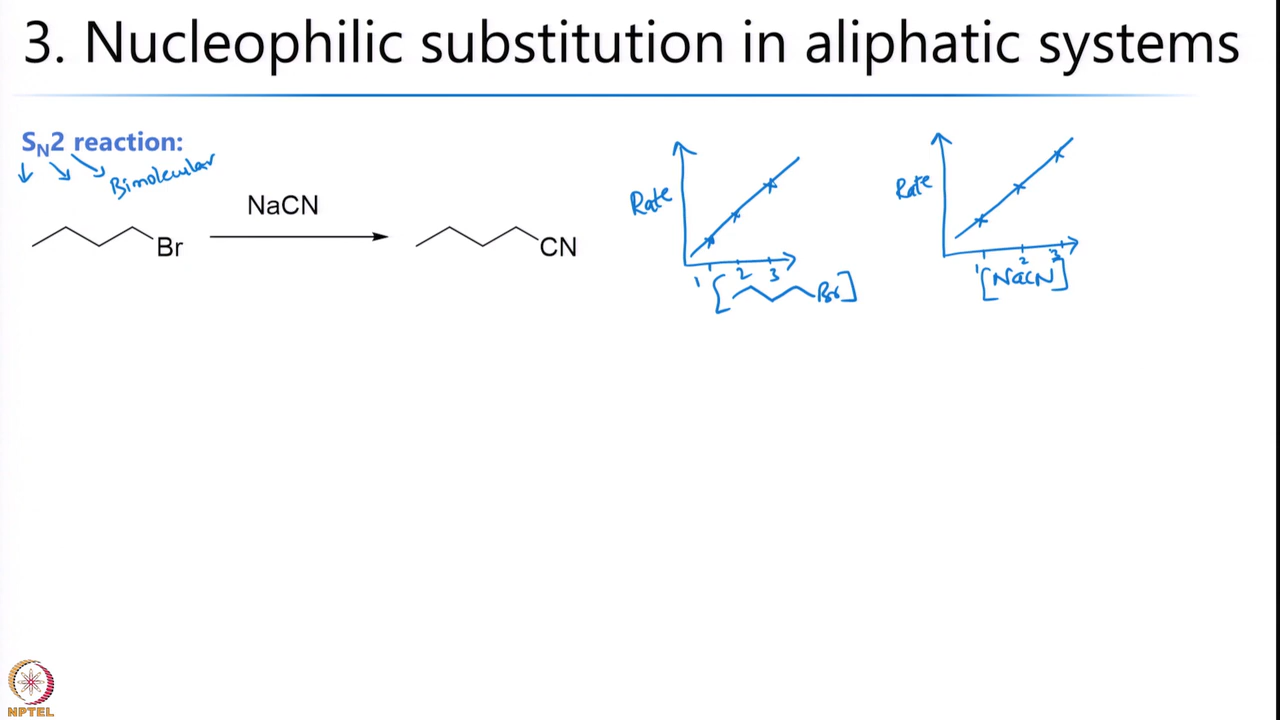 3. Nucleophilic substitution in aliphatic systems
SN2 reaction:
Bimolecular
NaCN
Br
CN
Rate
1 2 3
[Br]
Rate
1 2 3
[NaCN]
NPTEL